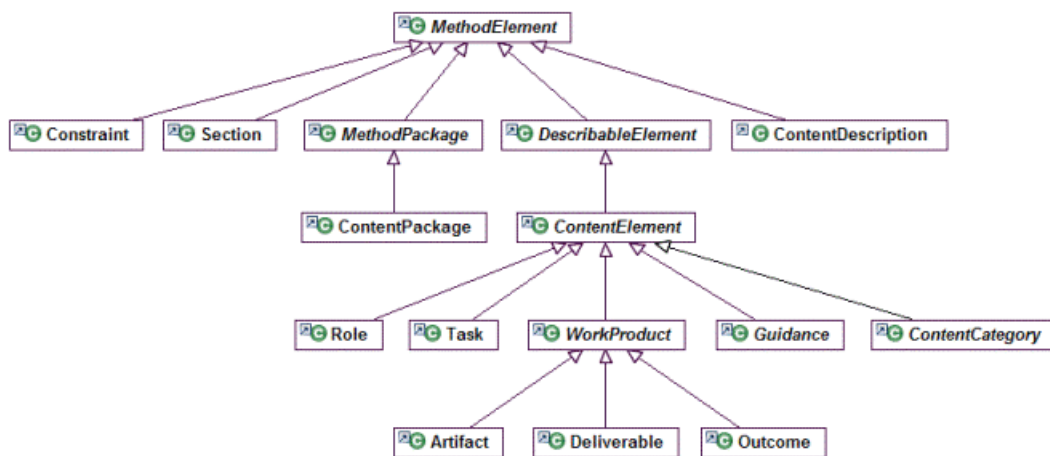 MethodElement
Constraint
Section
MethodPackage
DescribableElement
ContentDescription
ContentPackage
ContentElement
Role
Task
WorkProduct
Guidance
ContentCategory
Artifact
Deliverable
Outcome